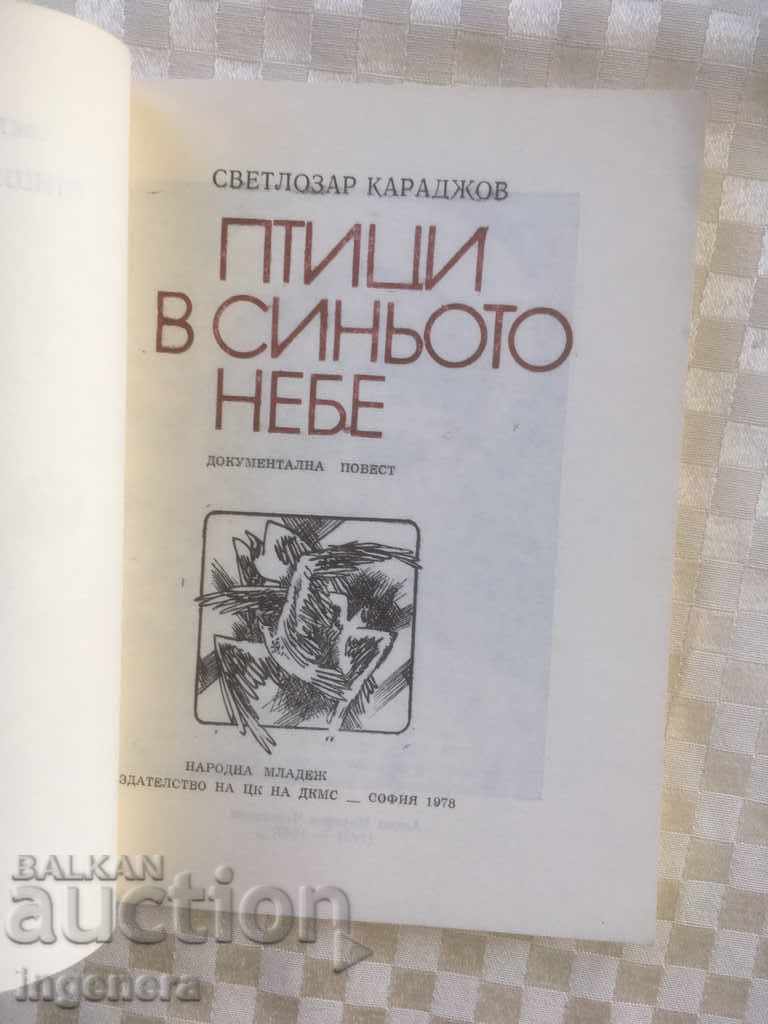 СВЕТЛОЗАР КАРАДЖОВ
ПТИЦИ
В СИНЬОТО
НЕБЕ
ДОКУМЕНТАЛНА ПОВЕСТ
НАРОДНА МЛАДЕЖ
ЗДАТЕЛСТВО НА ЦК НА ДКМС — СОФИЯ 1978
BALKAN
auction
ingenera